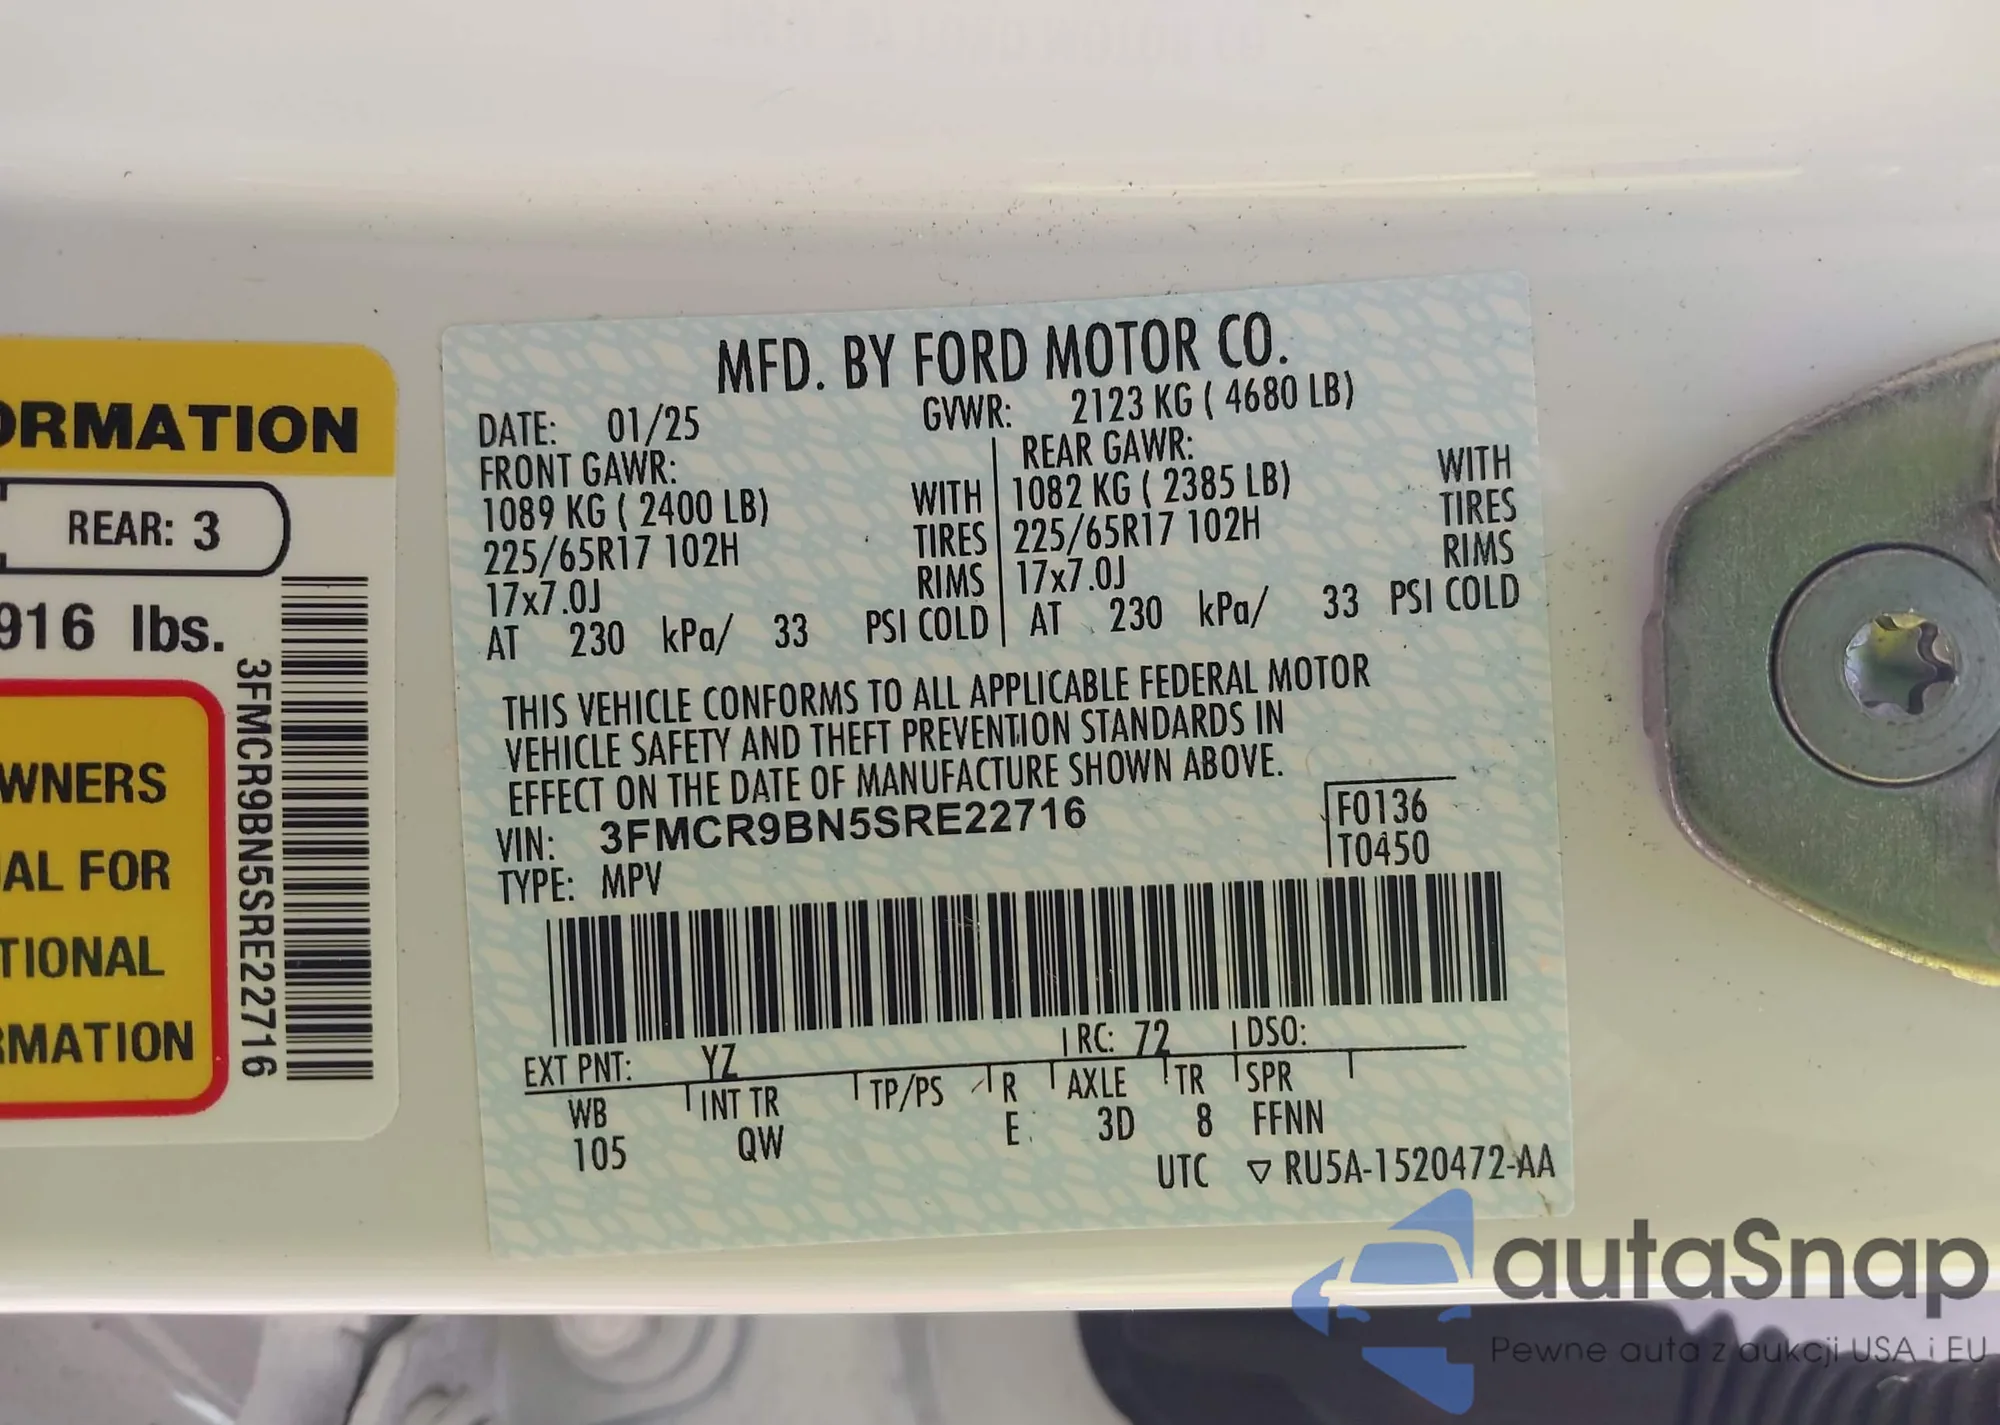 ORMATION
REAR: 3
916 lbs.
WNERS
AL FOR
TIONAL
RMATION
3FMCR9BN5SRE22716
MFD. BY FORD MOTOR CO.
DATE: 01/25 GVWR: 2123 KG ( 4680 LB)
FRONT GAWR: REAR GAWR:
1089 KG ( 2400 LB) WITH 1082 KG ( 2385 LB) WITH
225/65R17 102H TIRES 225/65R17 102H TIRES
17x7.0J RIMS 17x7.0J RIMS
AT 230 kPa/ 33 PSI COLD AT 230 kPa/ 33 PSI COLD
THIS VEHICLE CONFORMS TO ALL APPLICABLE FEDERAL MOTOR
VEHICLE SAFETY AND THEFT PREVENTION STANDARDS IN
EFFECT ON THE DATE OF MANUFACTURE SHOWN ABOVE.
VIN: 3FMCR9BN5SRE22716 F0136
TYPE: MPV T0450
EXT PNT: YZ RC: 72 DSO:
WB INT TR TP/PS R AXLE TR SPR
105 QW E 3D 8 FFNN
UTC ▽ RU5A-1520472-AA
autaSnap
Pewne auta z aukcji USA i EU